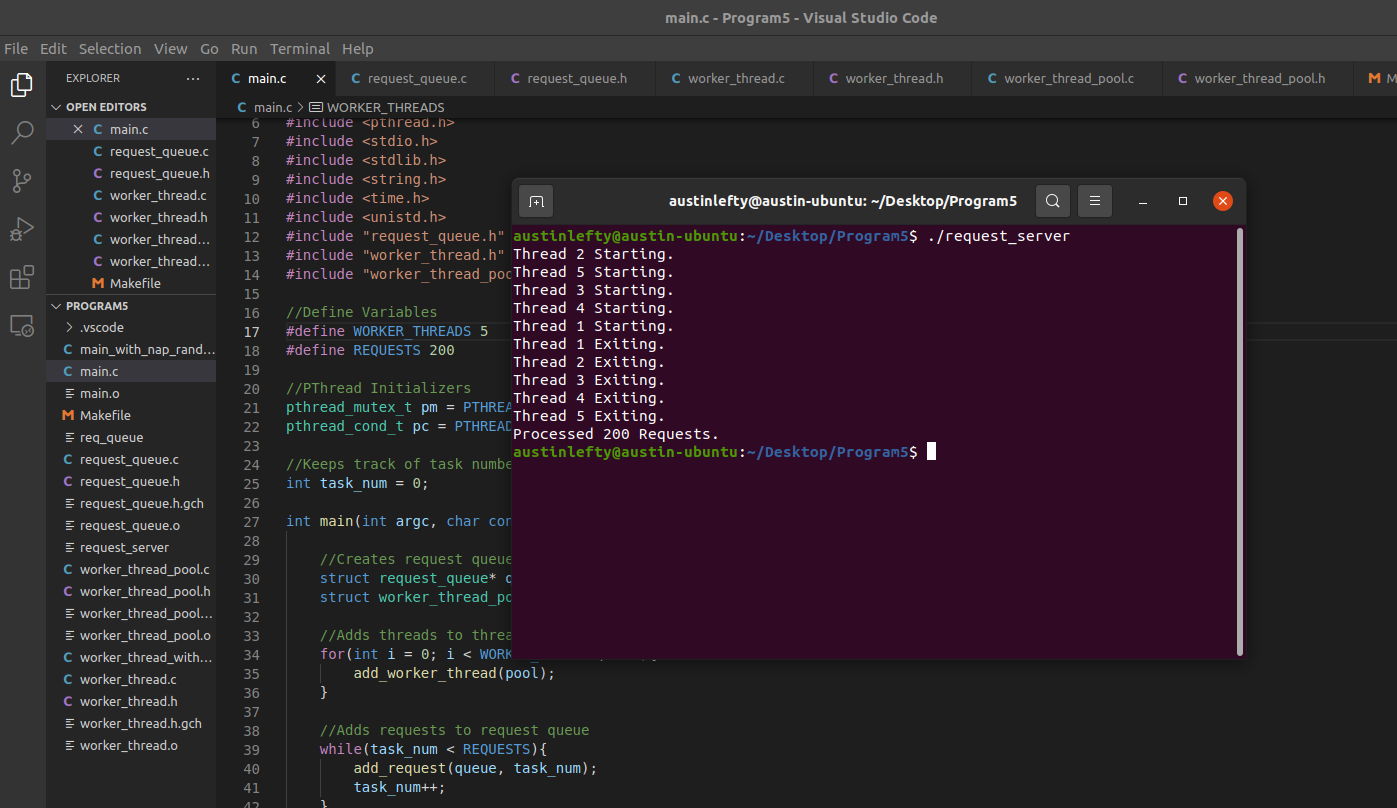 main.c - Program5 - Visual Studio Code
File Edit Selection View Go Run Terminal Help
EXPLORER ...
OPEN EDITORS
C main.c
C request_queue.c
C request_queue.h
C worker_thread.c
C worker_thread.h
C worker_thread...
C worker_thread...
M Makefile
PROGRAM5
.vscode
C main_with_nap_rand...
C main.c
main.o
M Makefile
req_queue
C request_queue.c
C request_queue.h
request_queue.h.gch
request_queue.o
request_server
C worker_thread_pool.c
C worker_thread_pool.h
worker_thread_pool...
worker_thread_pool.o
C worker_thread_with...
C worker_thread.c
C worker_thread.h
worker_thread.h.gch
worker_thread.o
C main.c C request_queue.c C request_queue.h C worker_thread.c C worker_thread.h C worker_thread_pool.c C worker_thread_pool.h M M
C main.c > WORKER_THREADS
6 #include <pthread.h>
7 #include <stdio.h>
8 #include <stdlib.h>
9 #include <string.h>
10 #include <time.h>
11 #include <unistd.h>
12 #include "request_queue.h"
13 #include "worker_thread.h"
14 #include "worker_thread_poo
15
16 //Define Variables
17 #define WORKER_THREADS 5
18 #define REQUESTS 200
19
20 //PThread Initializers
21 pthread_mutex_t pm = PTHREA
22 pthread_cond_t pc = PTHREAD
23
24 //Keeps track of task numbe
25 int task_num = 0;
26
27 int main(int argc, char con
28
29 //Creates request queue
30 struct request_queue* q
31 struct worker_thread_po
32
33 //Adds threads to threa
34 for(int i = 0; i < WORK
35 add_worker_thread(pool);
36 }
37
38 //Adds requests to request queue
39 while(task_num < REQUESTS){
40 add_request(queue, task_num);
41 task_num++;
42 }
austinlefty@austin-ubuntu: ~/Desktop/Program5
austinlefty@austin-ubuntu:~/Desktop/Program5$ ./request_server
Thread 2 Starting.
Thread 5 Starting.
Thread 3 Starting.
Thread 4 Starting.
Thread 1 Starting.
Thread 1 Exiting.
Thread 2 Exiting.
Thread 3 Exiting.
Thread 4 Exiting.
Thread 5 Exiting.
Processed 200 Requests.
austinlefty@austin-ubuntu:~/Desktop/Program5$